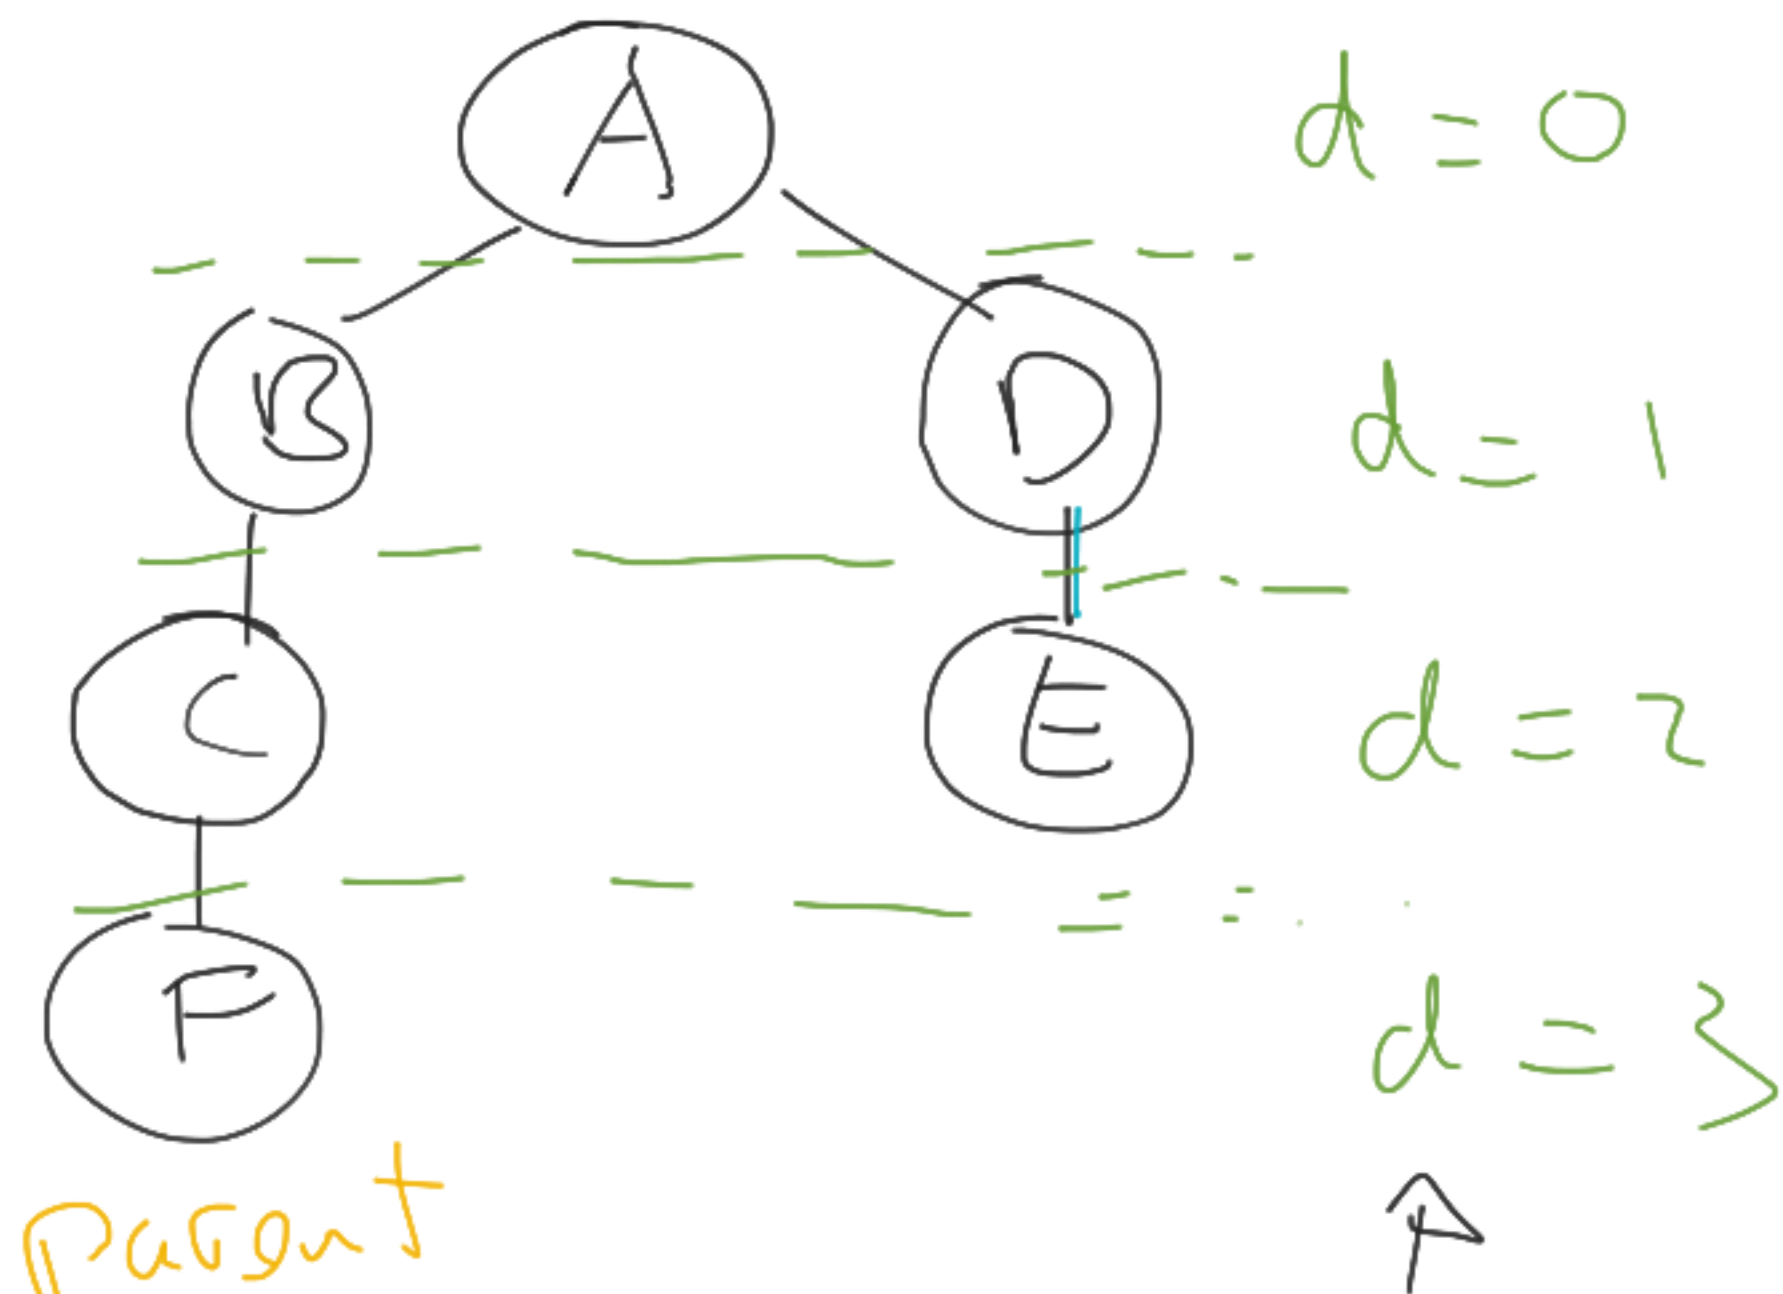 A d = 0
B D d = 1
C E d = 2
F d = 3
Parent